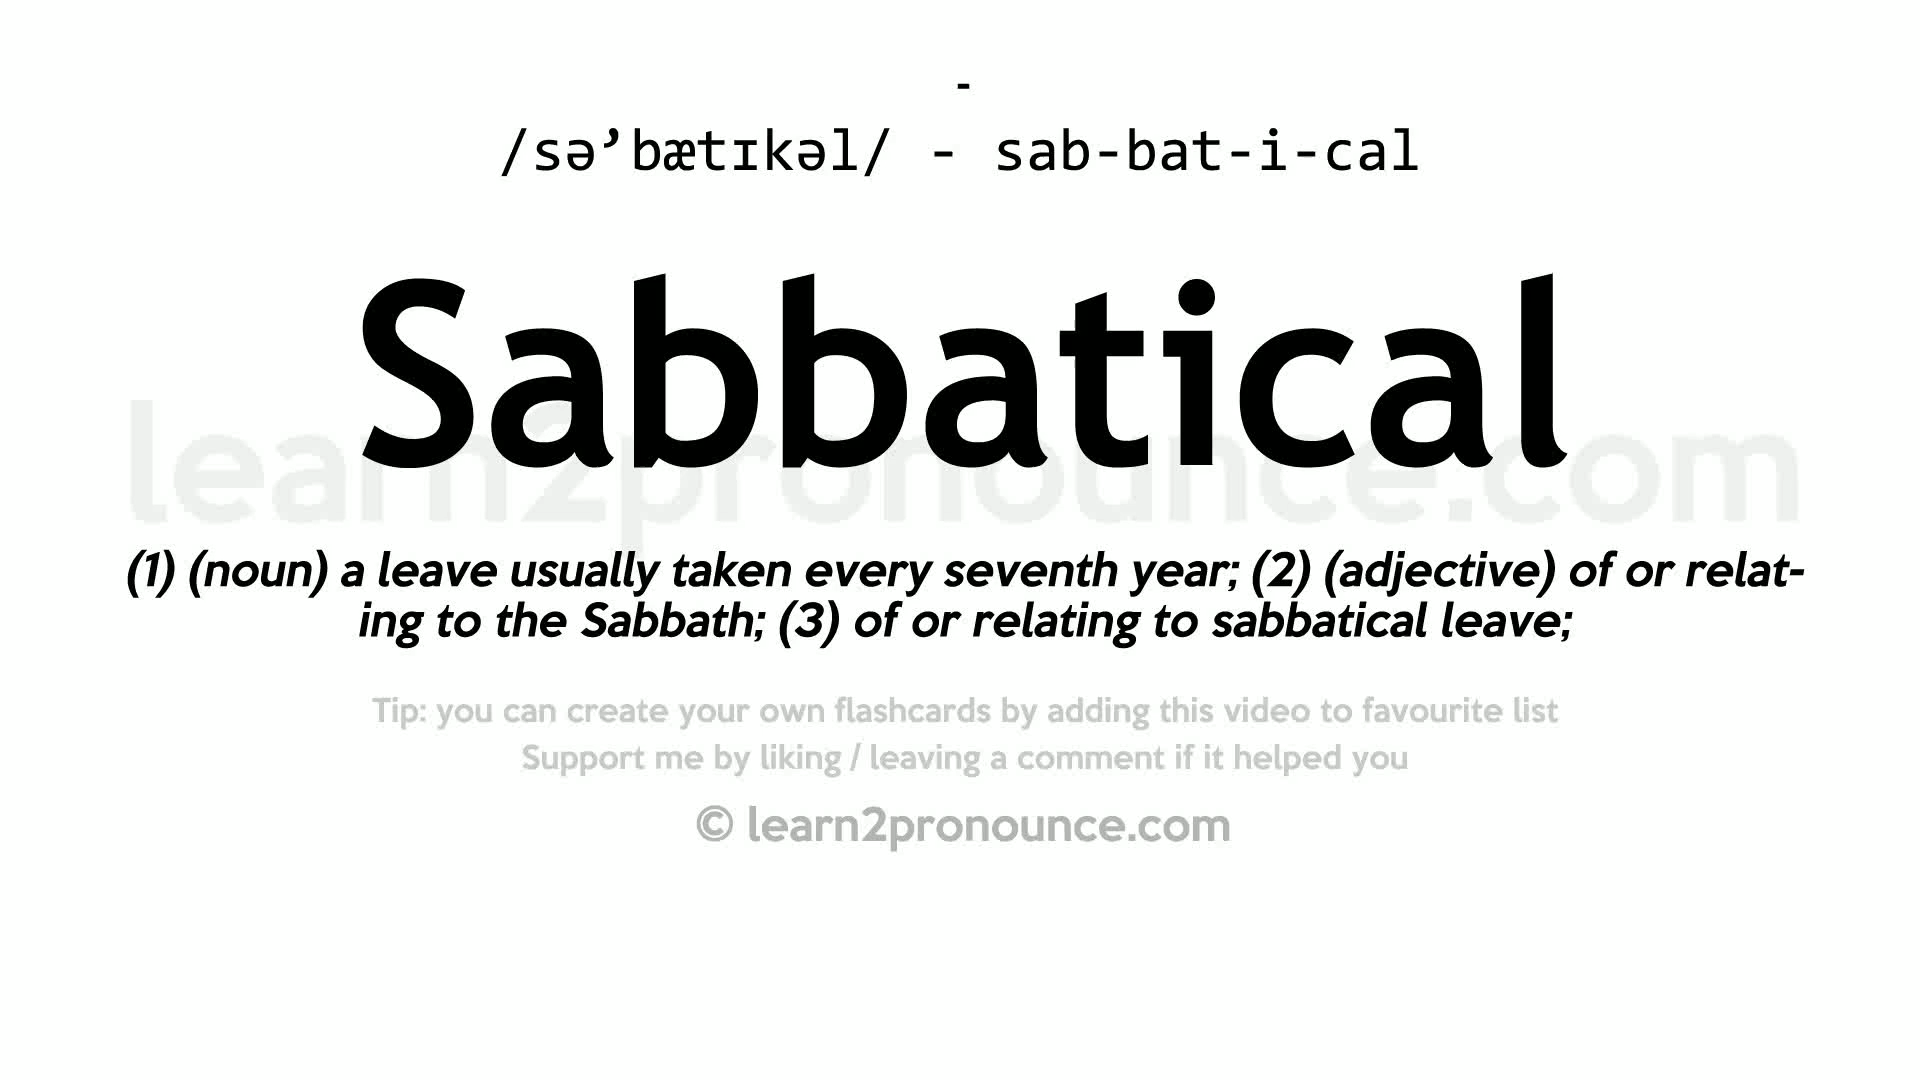 -
/sə’bætɪkəl/ - sab-bat-i-cal
Sabbatical
learn2pronounce.com
(1) (noun) a leave usually taken every seventh year; (2) (adjective) of or relat-
ing to the Sabbath; (3) of or relating to sabbatical leave;
Tip: you can create your own flashcards by adding this video to favourite list
Support me by liking / leaving a comment if it helped you
© learn2pronounce.com